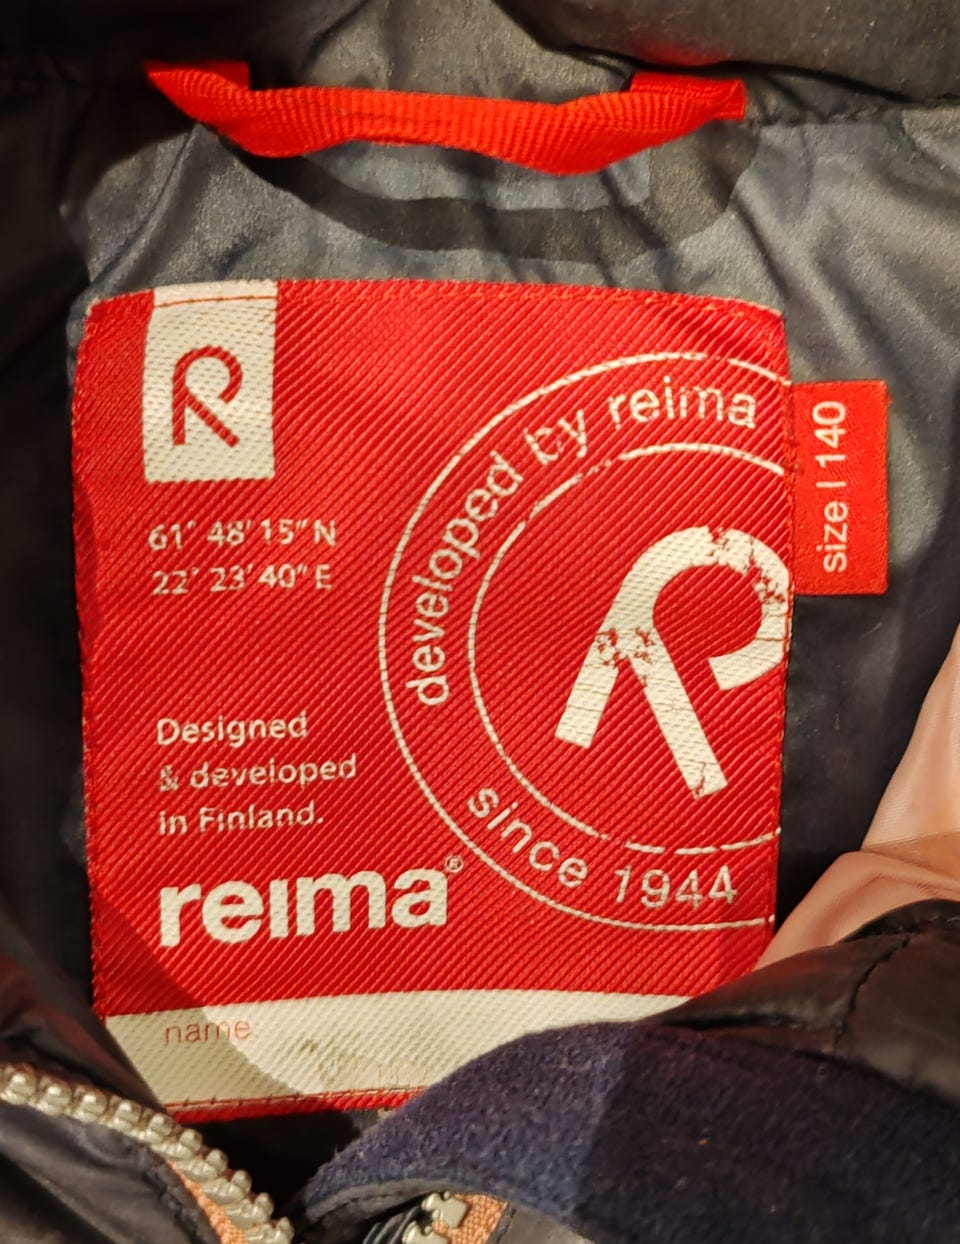 R
61° 48' 15" N
22° 23' 40" E
developed by reima
since 1944
R
size | 140
Designed
& developed
in Finland.
reima®
name